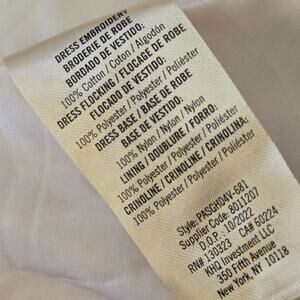 DRESS EMBROIDERY
BRODERIE DE ROBE
BORDADO DE VESTIDO:
100% Cotton / Coton / Algodón
DRESS FLOCKING / FLOCAGE DE ROBE
FLOCADO DE VESTIDO:
100% Polyester / Polyester / Poliéster
DRESS BASE / BASE DE ROBE
BASE DE VESTIDO:
100% Nylon / Nylon / Nylon
LINING / DOUBLURE / FORRO:
100% Polyester / Polyester / Poliéster
CRINOLINE / CRINOLINE / CRINOLINA:
100% Polyester / Polyester / Poliéster
Style: PASCH0AY-681
Supplier Code: 8011207
D.O.P.: 10/2022
RN# 130323 CA# 60224
KHQ Investment LLC
350 Fifth Avenue
New York, NY 10118